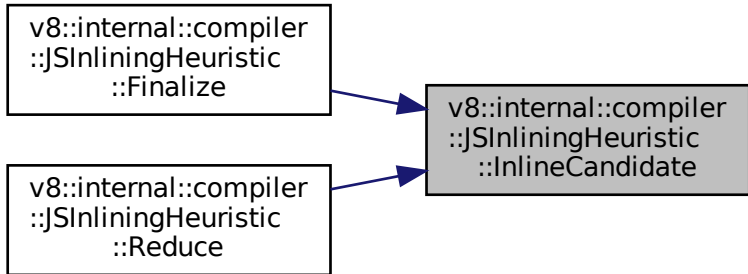 v8::internal::compiler
::JSInliningHeuristic
::Finalize
v8::internal::compiler
::JSInliningHeuristic
::InlineCandidate
v8::internal::compiler
::JSInliningHeuristic
::Reduce